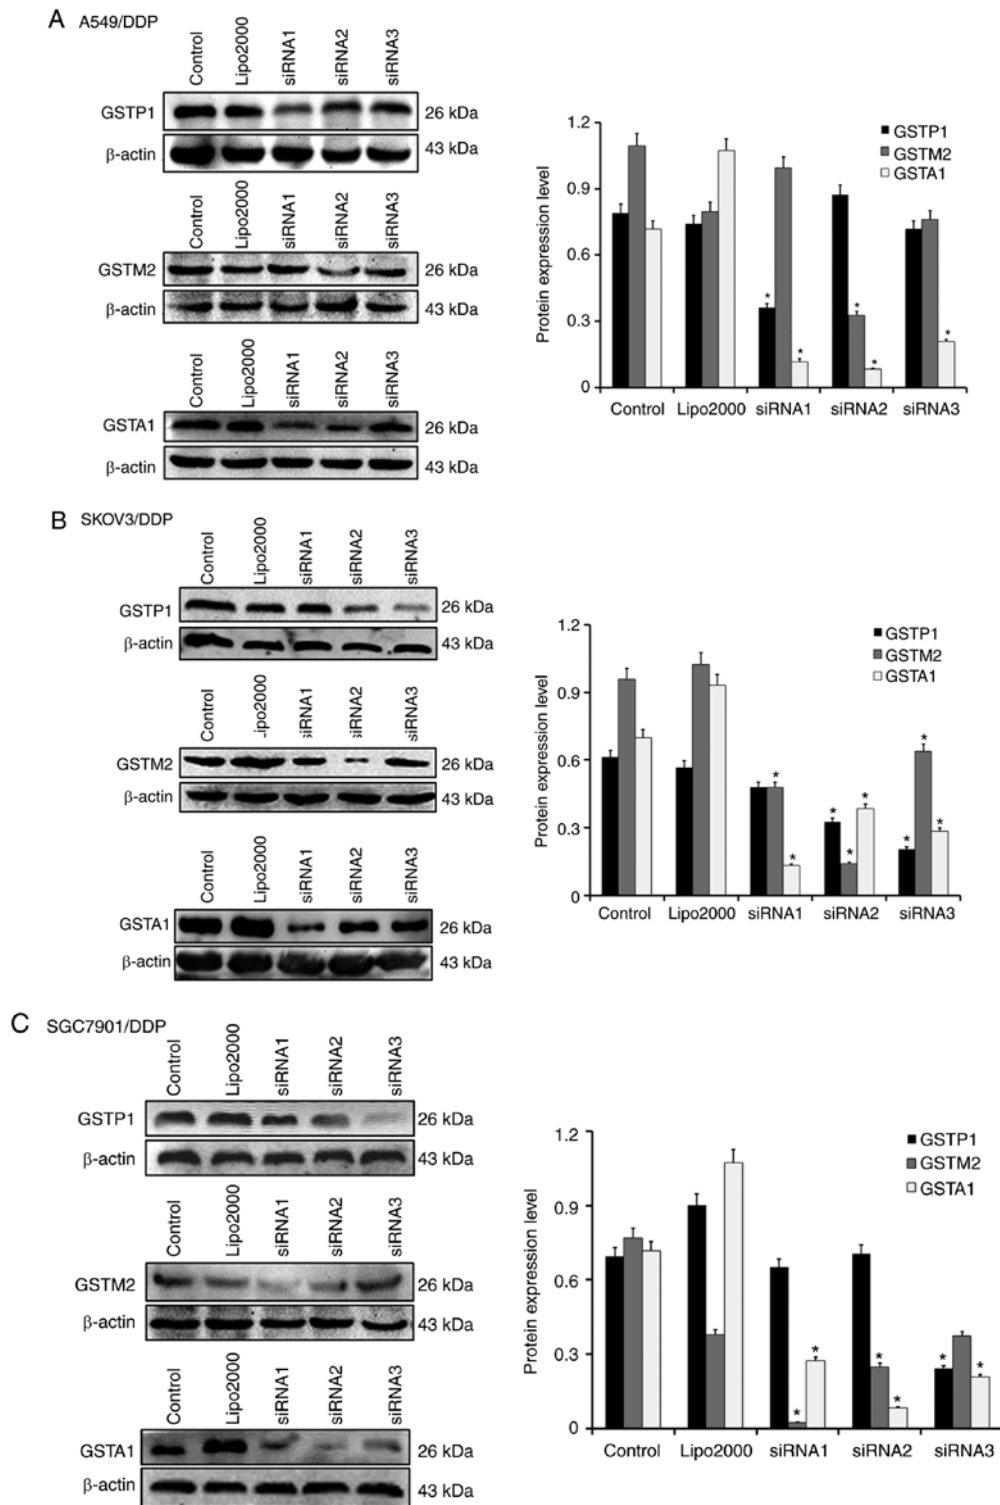 A A549/DDP
Control Lipo2000 siRNA1 siRNA2 siRNA3
GSTP1 26 kDa
β-actin 43 kDa
Control Lipo2000 siRNA1 siRNA2 siRNA3
GSTM2 26 kDa
β-actin 43 kDa
Control Lipo2000 siRNA1 siRNA2 siRNA3
GSTA1 26 kDa
β-actin 43 kDa
Protein expression level
1.2
0.9
0.6
0.3
0
GSTP1
GSTM2
GSTA1
* * * * *
Control Lipo2000 siRNA1 siRNA2 siRNA3
B SKOV3/DDP
Control Lipo2000 siRNA1 siRNA2 siRNA3
GSTP1 26 kDa
β-actin 43 kDa
Control .ipo2000 siRNA1 siRNA2 siRNA3
GSTM2 26 kDa
β-actin 43 kDa
Control Lipo2000 siRNA1 siRNA2 siRNA3
GSTA1 26 kDa
β-actin 43 kDa
Protein expression level
1.2
0.9
0.6
0.3
0
GSTP1
GSTM2
GSTA1
* * * * * * * *
Control Lipo2000 siRNA1 siRNA2 siRNA3
C SGC7901/DDP
Control Lipo2000 siRNA1 siRNA2 siRNA3
GSTP1 26 kDa
β-actin 43 kDa
Control Lipo2000 siRNA1 siRNA2 siRNA3
GSTM2 26 kDa
β-actin 43 kDa
Control Lipo2000 siRNA1 siRNA2 siRNA3
GSTA1 26 kDa
β-actin 43 kDa
Protein expression level
1.2
0.9
0.6
0.3
0
GSTP1
GSTM2
GSTA1
* * * * * *
Control Lipo2000 siRNA1 siRNA2 siRNA3